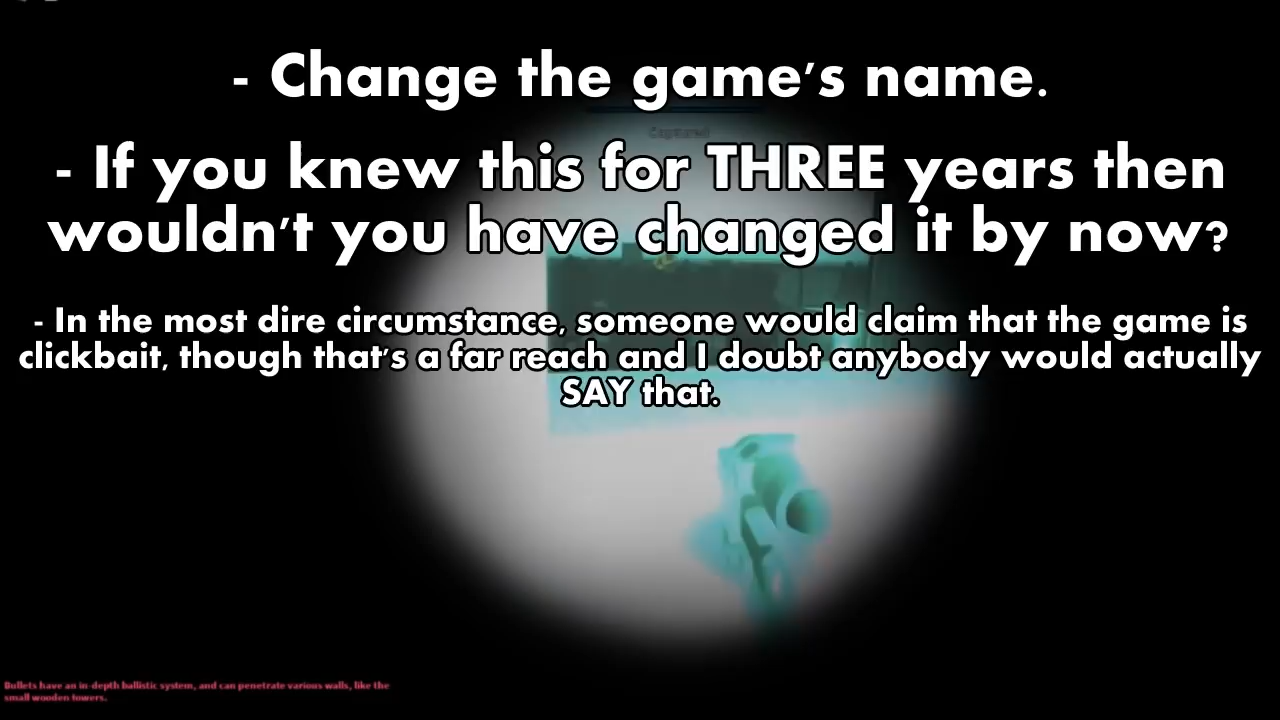 - Change the game's name.
- If you knew this for THREE years then
wouldn't you have changed it by now?
- In the most dire circumstance, someone would claim that the game is
clickbait, though that's a far reach and I doubt anybody would actually
SAY that.
Captured
Bullets have an in-depth ballistic system, and can penetrate various walls, like the
small wooden towers.